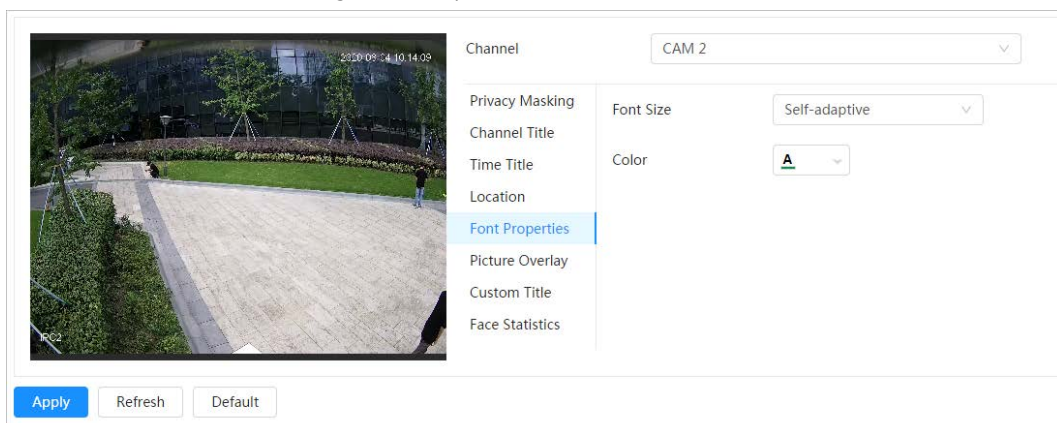 2020-09-04 10:14:09
IPC2
Channel
CAM 2
Privacy Masking
Channel Title
Time Title
Location
Font Properties
Picture Overlay
Custom Title
Face Statistics
Font Size
Self-adaptive
Color
A
Apply
Refresh
Default